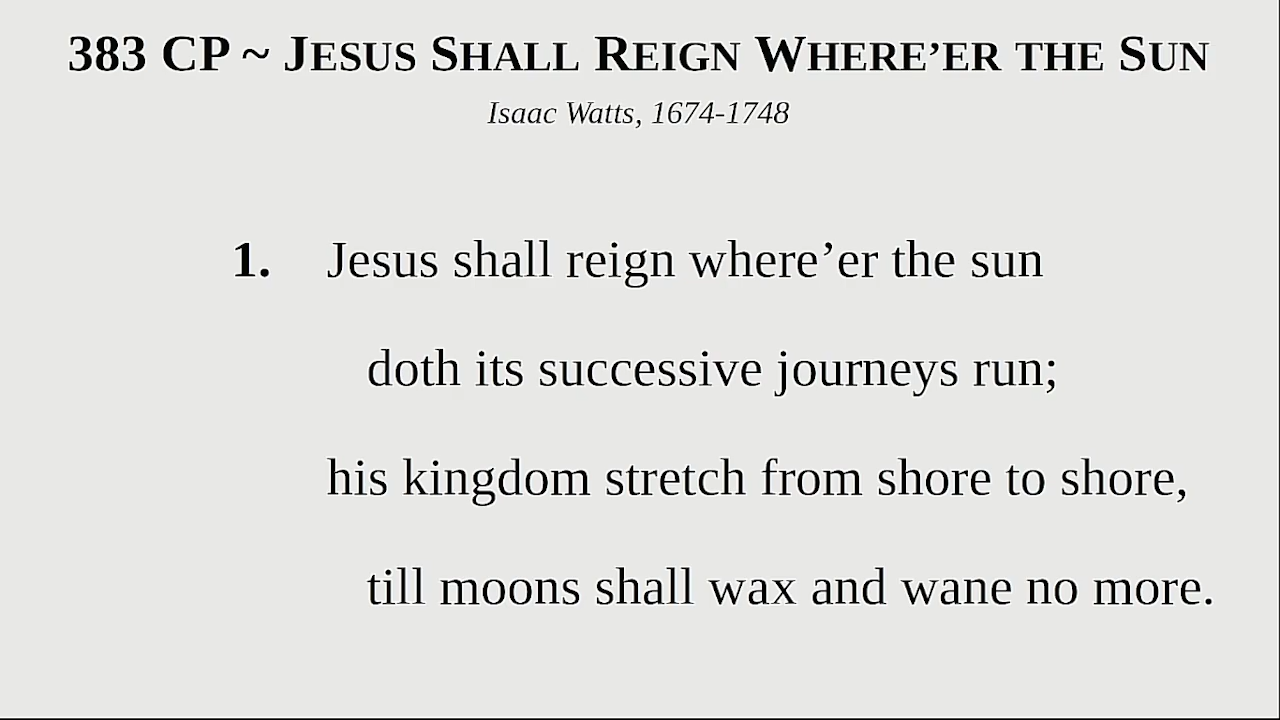 383 CP ~ Jesus Shall Reign Where’er the Sun
Isaac Watts, 1674-1748
1. Jesus shall reign where’er the sun
doth its successive journeys run;
his kingdom stretch from shore to shore,
till moons shall wax and wane no more.